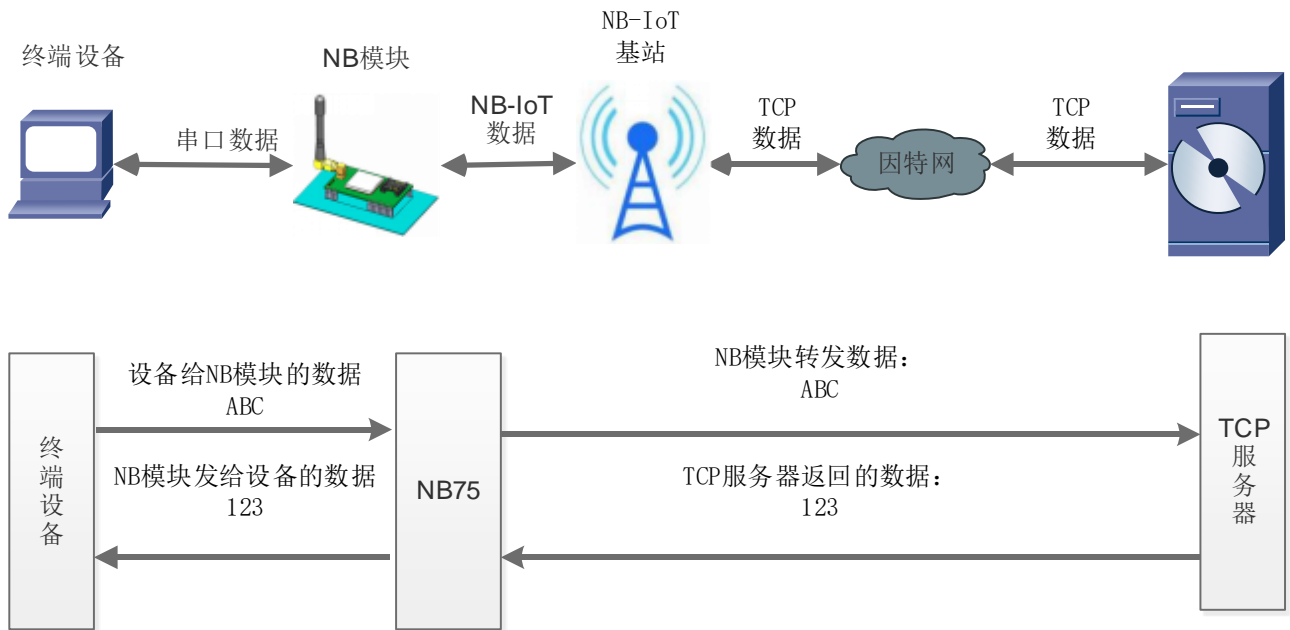 终端设备
NB模块
NB-IoT
基站
串口数据
NB-IoT
数据
TCP
数据
因特网
TCP
数据
设备给NB模块的数据
ABC
NB模块转发数据:
ABC
终端设备
NB模块发给设备的数据
123
NB75
TCP服务器返回的数据:
123
TCP
服务器